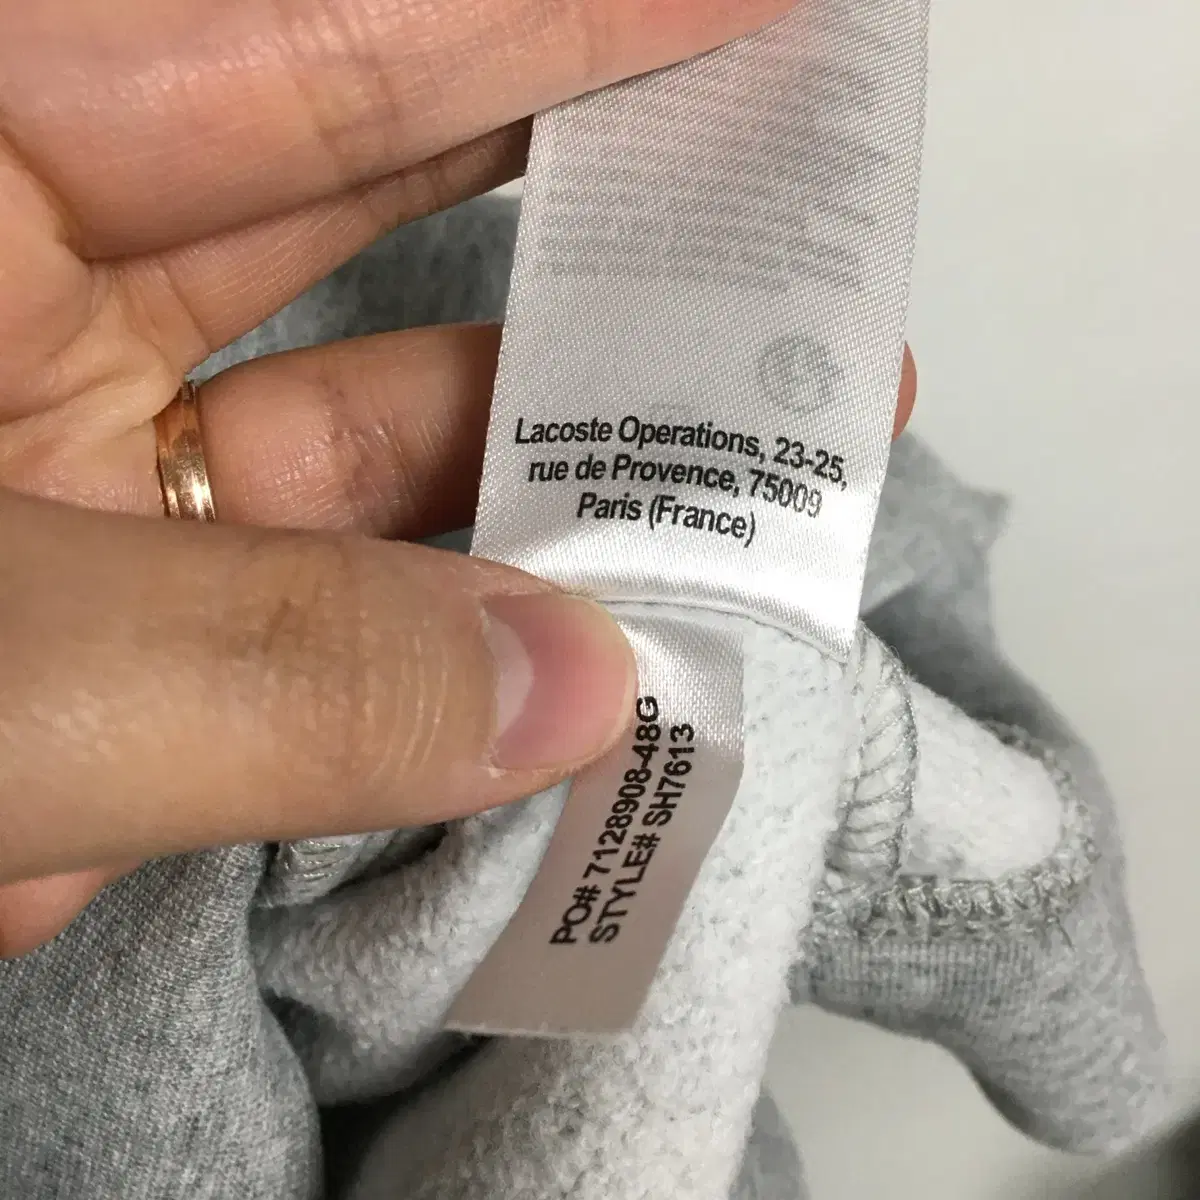 Lacoste Operations, 23-25,
rue de Provence, 75009
Paris (France)
PO# 7128908-48G
STYLE# SH7613